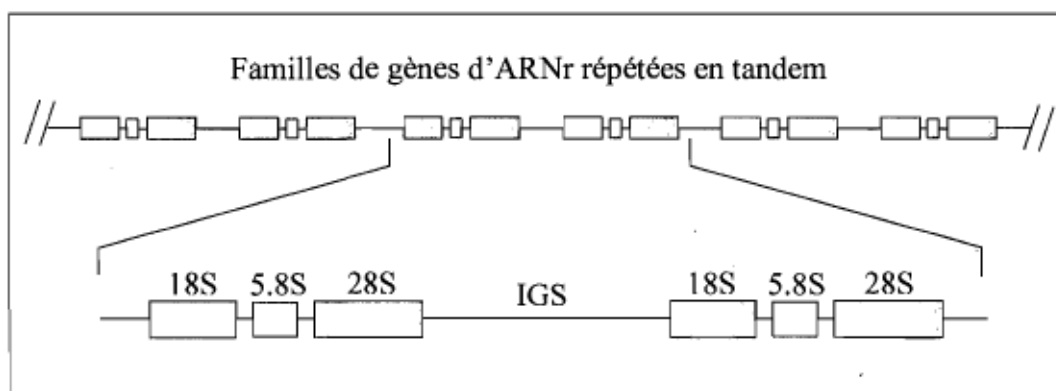 Familles de gènes d'ARNr répétées en tandem
18S 5.8S 28S IGS 18S 5.8S 28S